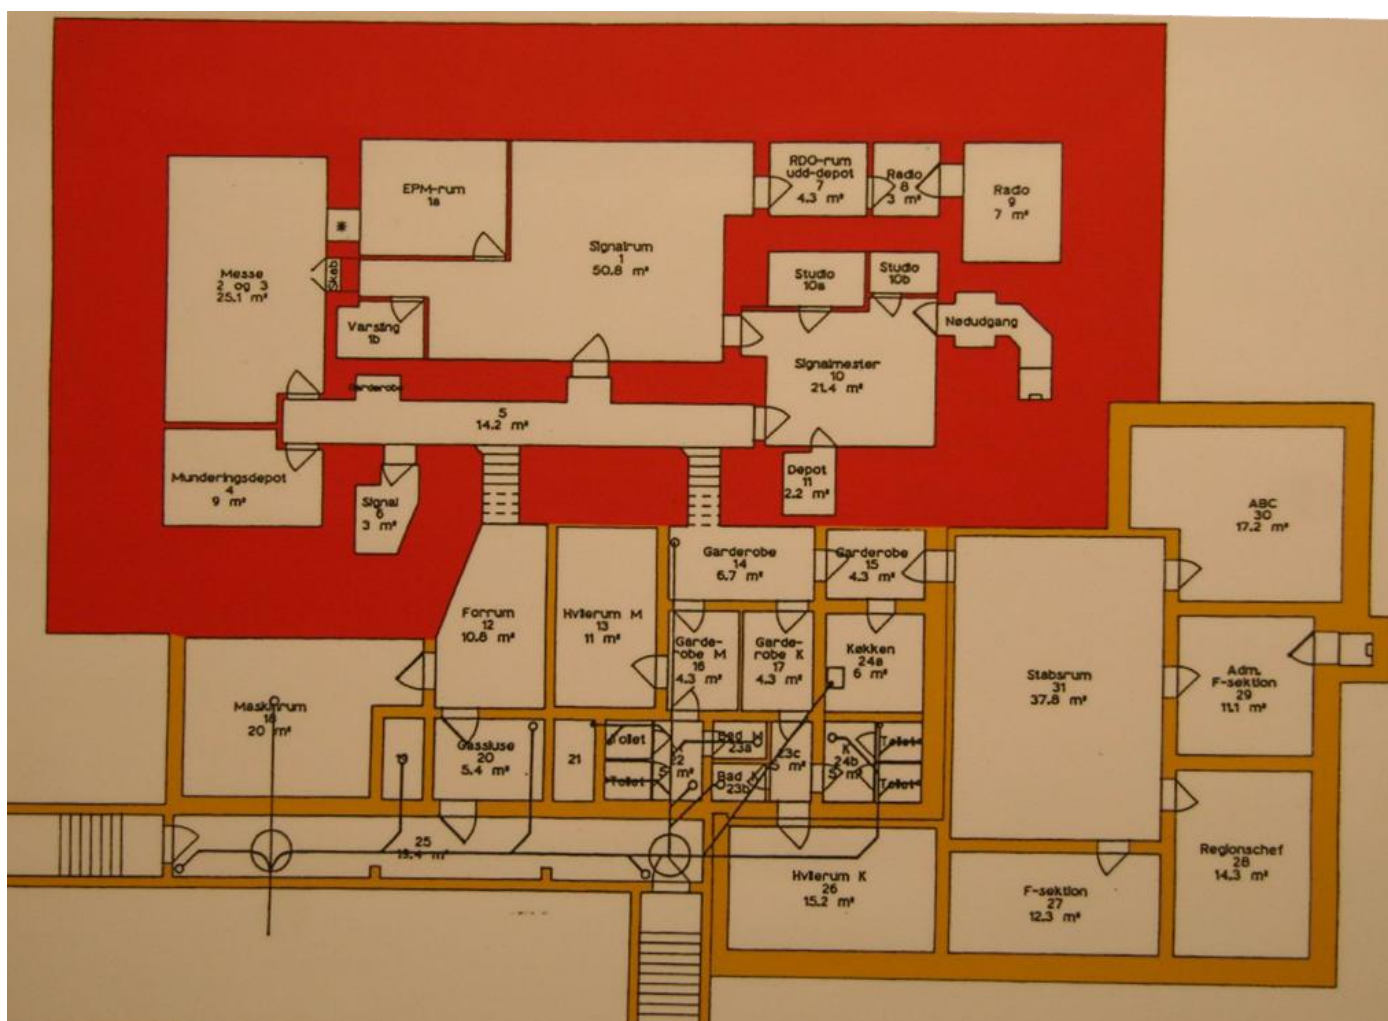 EPM-rum
1a
Signalrum
1
50.8 m²
RDO-rum
udd-depot
7
4.3 m²
Radio
8
3 m²
Radio
9
7 m²
Messe
2 og 3
25.1 m²
*
Skab
Varsling
1b
Studio
10a
Studio
10b
Nødudgang
Signalmester
10
21.4 m²
Garderobe
5
14.2 m²
Munderingsdepot
4
9 m²
Signal
6
3 m²
Depot
11
2.2 m²
ABC
30
17.2 m²
Forrum
12
10.8 m²
Hvilerum M
13
11 m²
Garderobe
14
6.7 m²
Garderobe
15
4.3 m²
Garde-
robe M
16
4.3 m²
Garde-
robe K
17
4.3 m²
Køkken
24a
6 m²
Stabsrum
31
37.8 m²
Adm.
F-sektion
29
11.1 m²
Maskinrum
18
20 m²
Gassluse
20
5.4 m²
21
Toilet
Toilet
22
m²
Bad M
23a
Bad K
23b
23c
m²
K
24b
m²
Toilet
Toilet
25
m²
Hvilerum K
26
15.2 m²
F-sektion
27
12.3 m²
Regionschef
28
14.3 m²